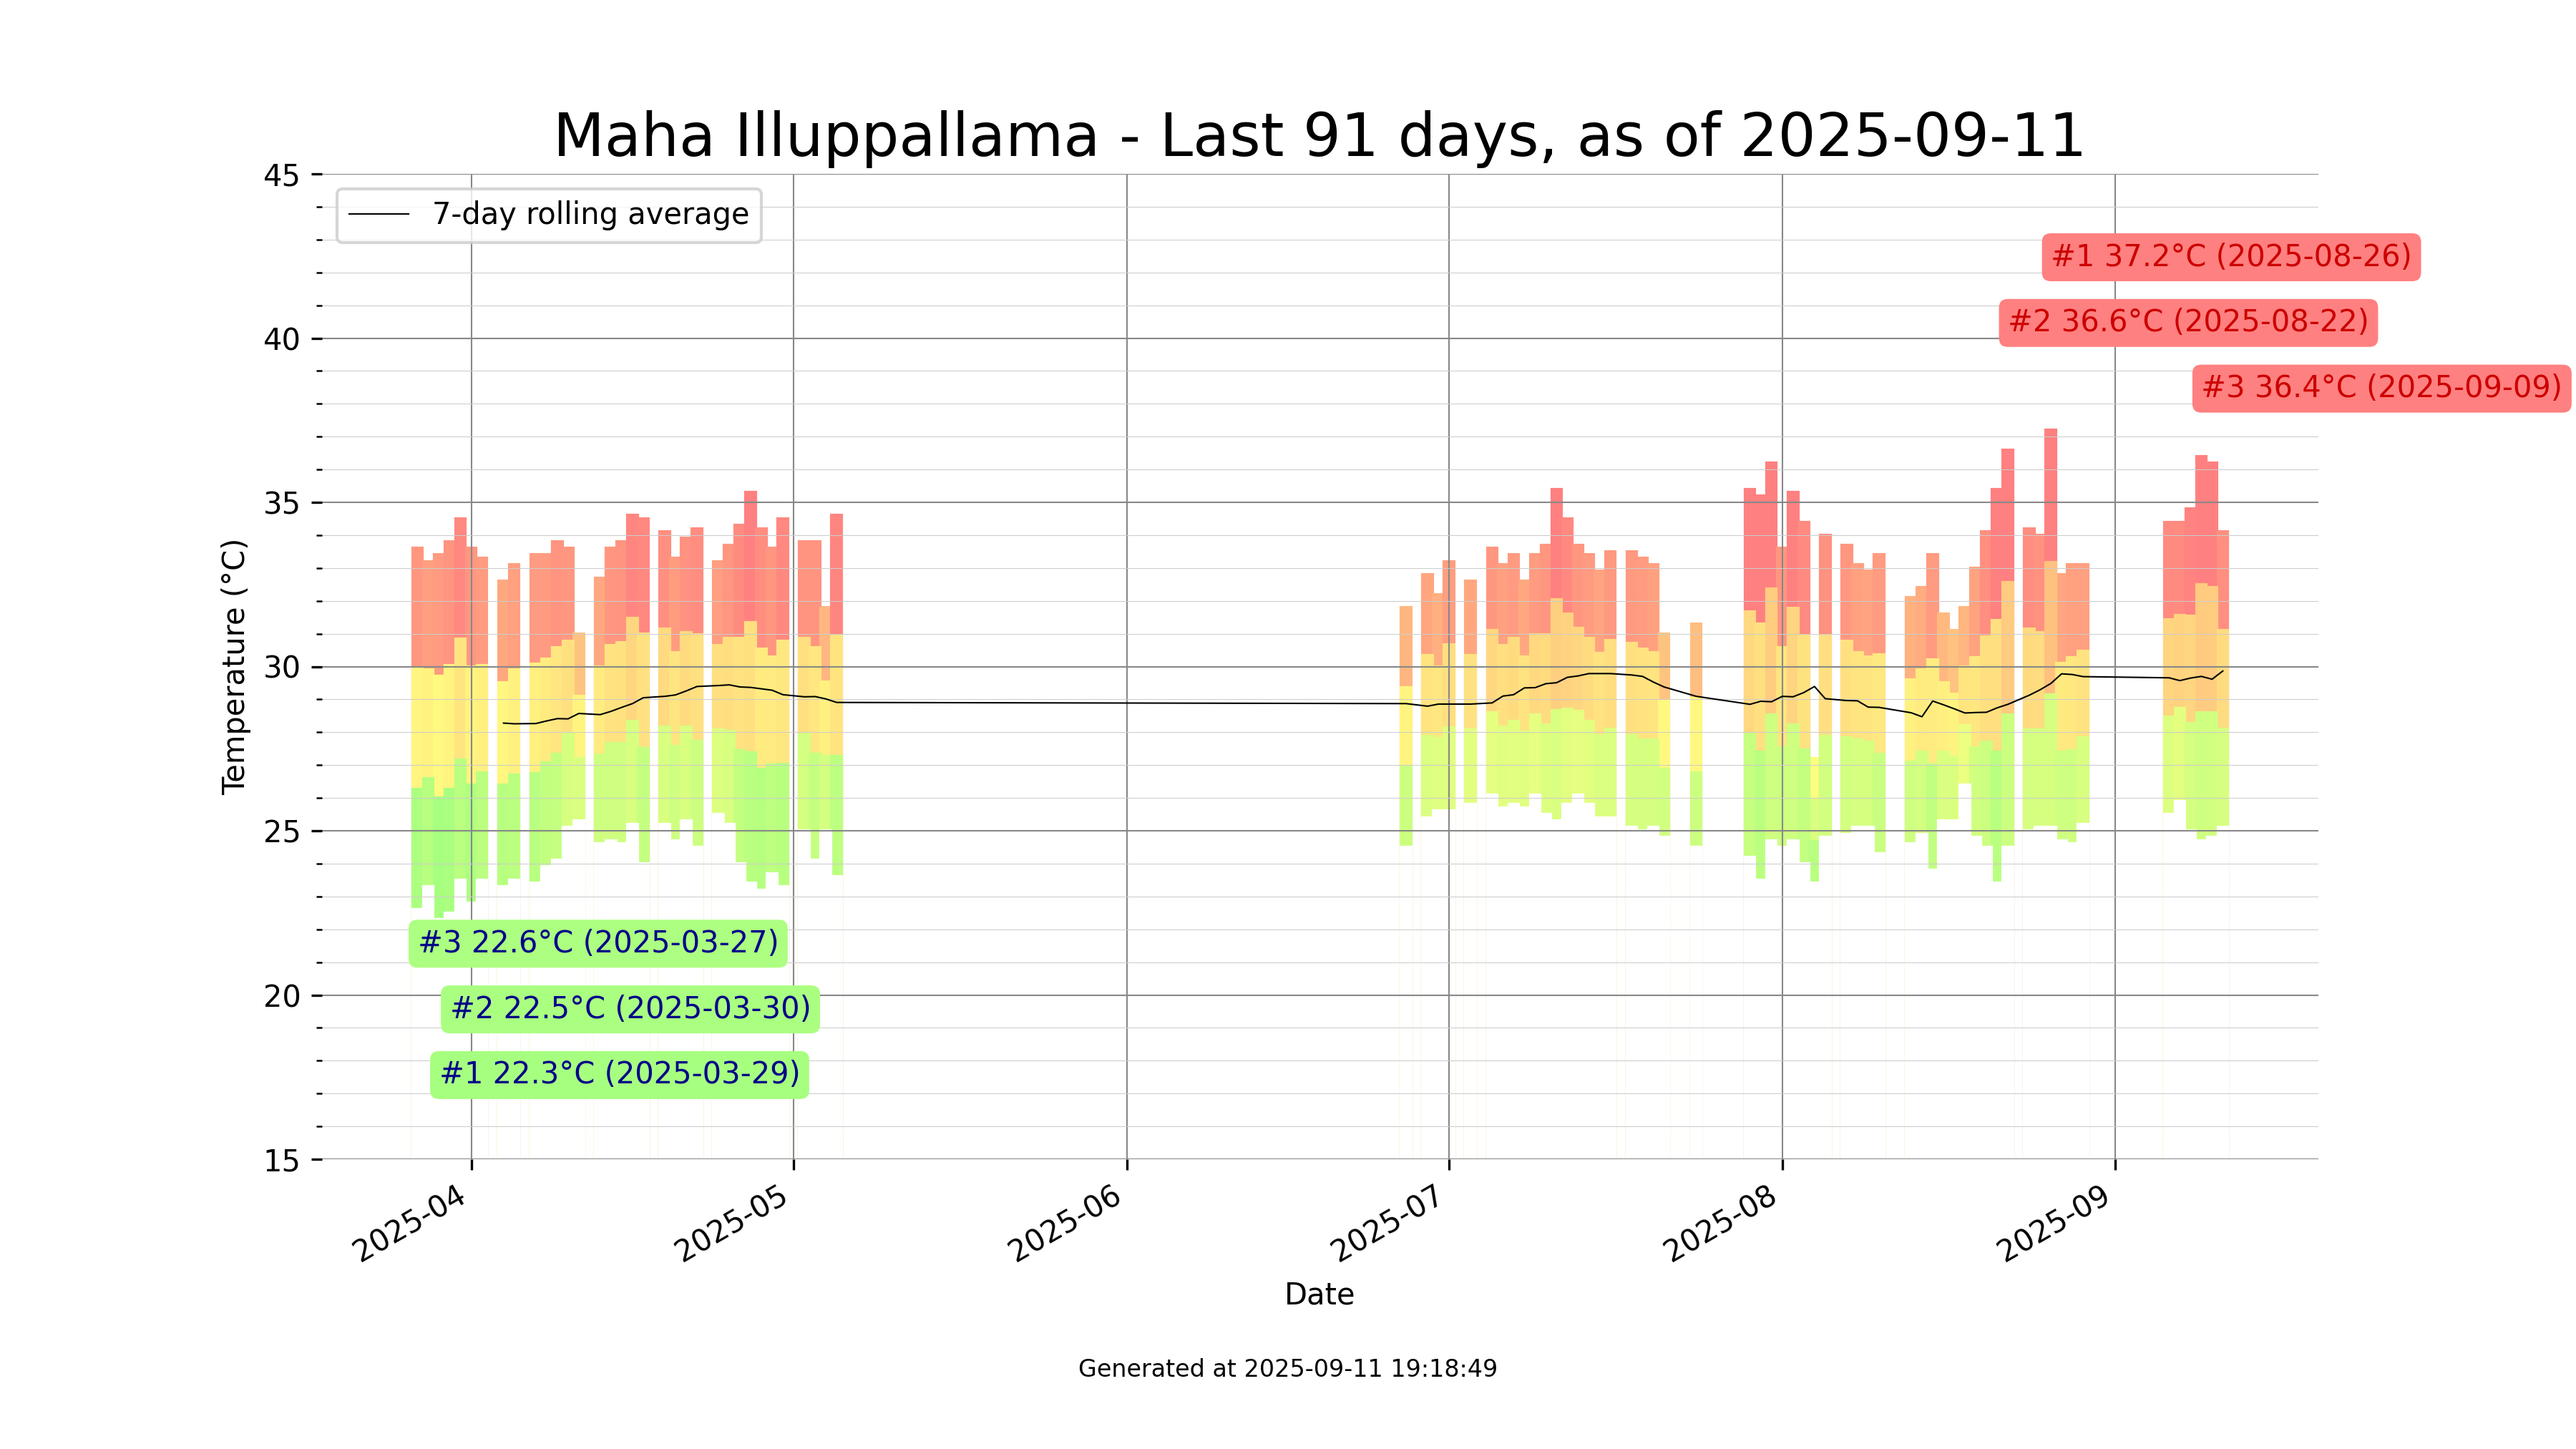 Maha Illuppallama - Last 91 days, as of 2025-09-11
7-day rolling average
#1 37.2°C (2025-08-26)
#2 36.6°C (2025-08-22)
#3 36.4°C (2025-09-09)
45
40
35
30
25
20
15
Temperature (°C)
#3 22.6°C (2025-03-27)
#2 22.5°C (2025-03-30)
#1 22.3°C (2025-03-29)
2025-04
2025-05
2025-06
2025-07
2025-08
2025-09
Date
Generated at 2025-09-11 19:18:49